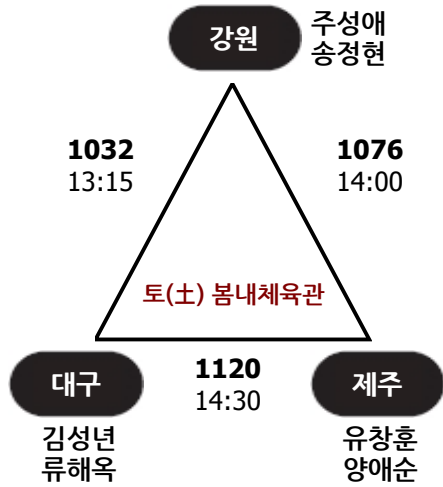 강원
주성애
송정현
1032
13:15
1076
14:00
토(土) 봄내체육관
대구
1120
14:30
제주
김성년
류해옥
유창훈
양애순